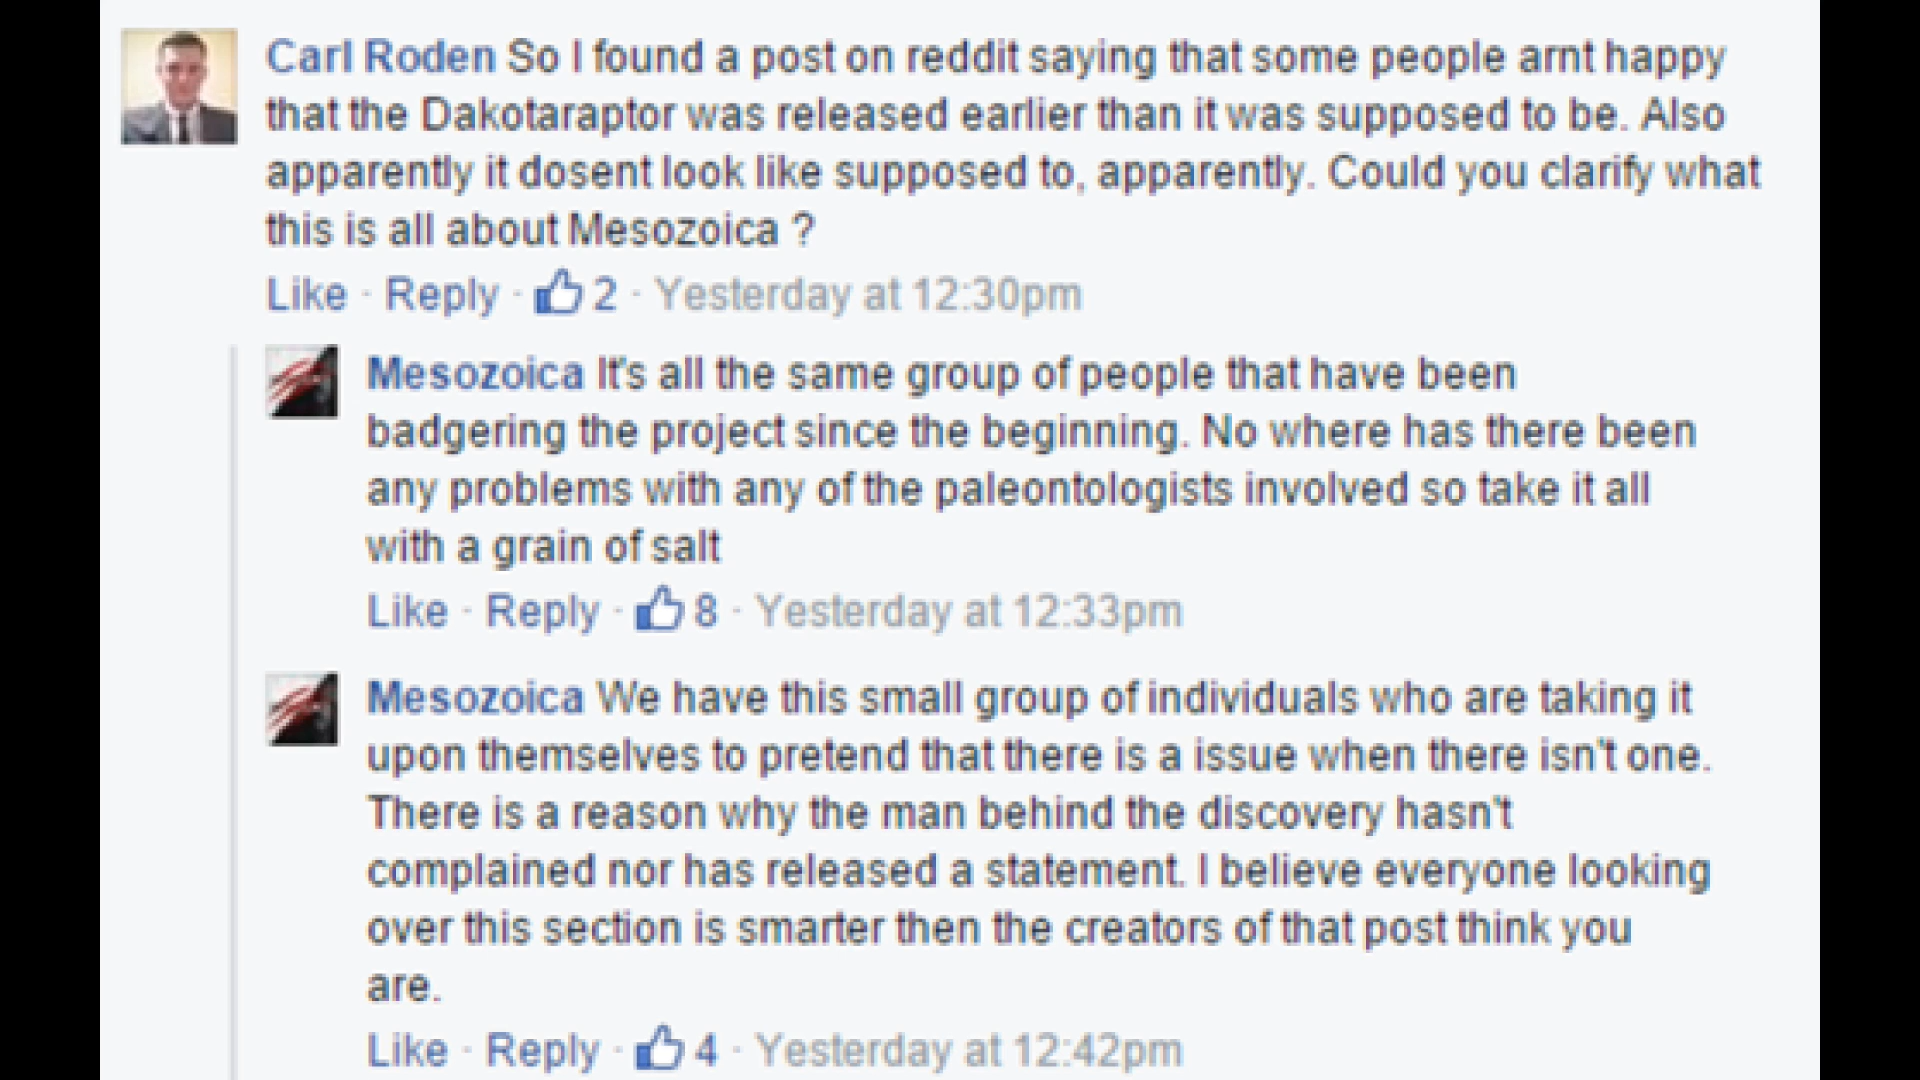 Carl Roden So I found a post on reddit saying that some people arnt happy
that the Dakotaraptor was released earlier than it was supposed to be. Also
apparently it dosent look like supposed to, apparently. Could you clarify what
this is all about Mesozoica ?
Like · Reply · 2 · Yesterday at 12:30pm
Mesozoica It's all the same group of people that have been
badgering the project since the beginning. No where has there been
any problems with any of the paleontologists involved so take it all
with a grain of salt
Like · Reply · 8 · Yesterday at 12:33pm
Mesozoica We have this small group of individuals who are taking it
upon themselves to pretend that there is a issue when there isn't one.
There is a reason why the man behind the discovery hasn't
complained nor has released a statement. I believe everyone looking
over this section is smarter then the creators of that post think you
are.
Like · Reply · 4 · Yesterday at 12:42pm